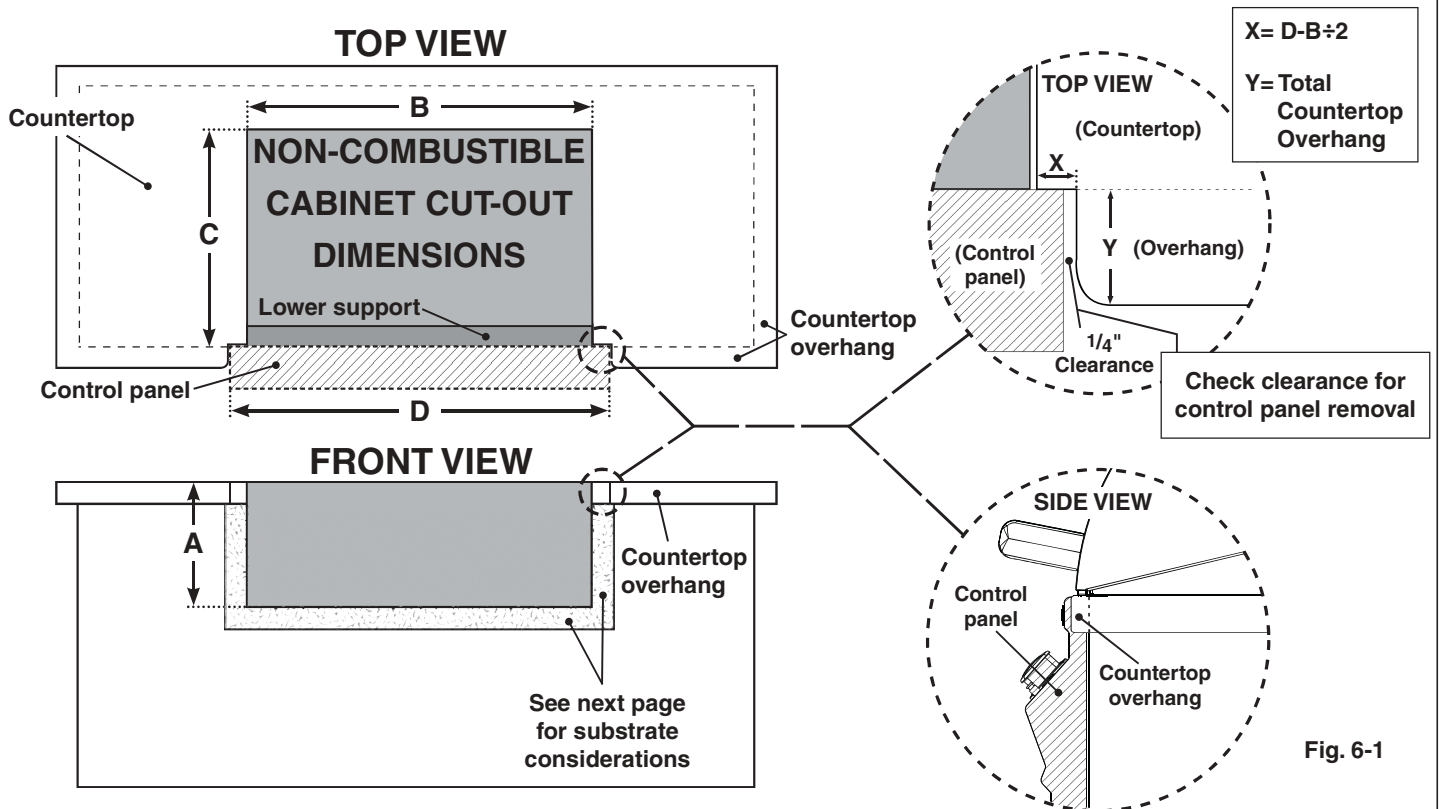 TOP VIEW
Countertop
B
NON-COMBUSTIBLE
CABINET CUT-OUT
DIMENSIONS
C
Lower support
Countertop
overhang
Control panel
D
X= D-B÷2
Y= Total
Countertop
Overhang
TOP VIEW
(Countertop)
X
(Control
panel)
Y
(Overhang)
1/4"
Clearance
Check clearance for
control panel removal
FRONT VIEW
A
Countertop
overhang
See next page
for substrate
considerations
SIDE VIEW
Control
panel
Countertop
overhang
Fig. 6-1